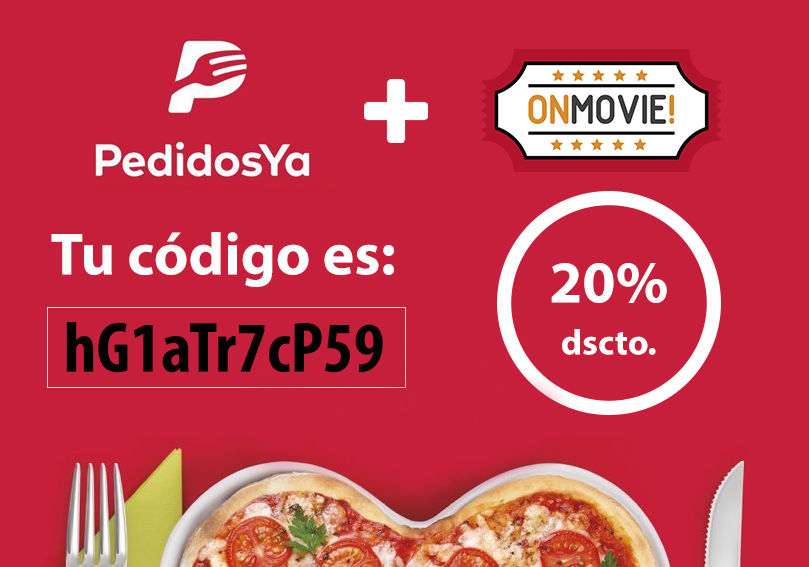 PedidosYa
ONMOVIE!
Tu código es:
hG1aTr7cP59
20%
dscto.